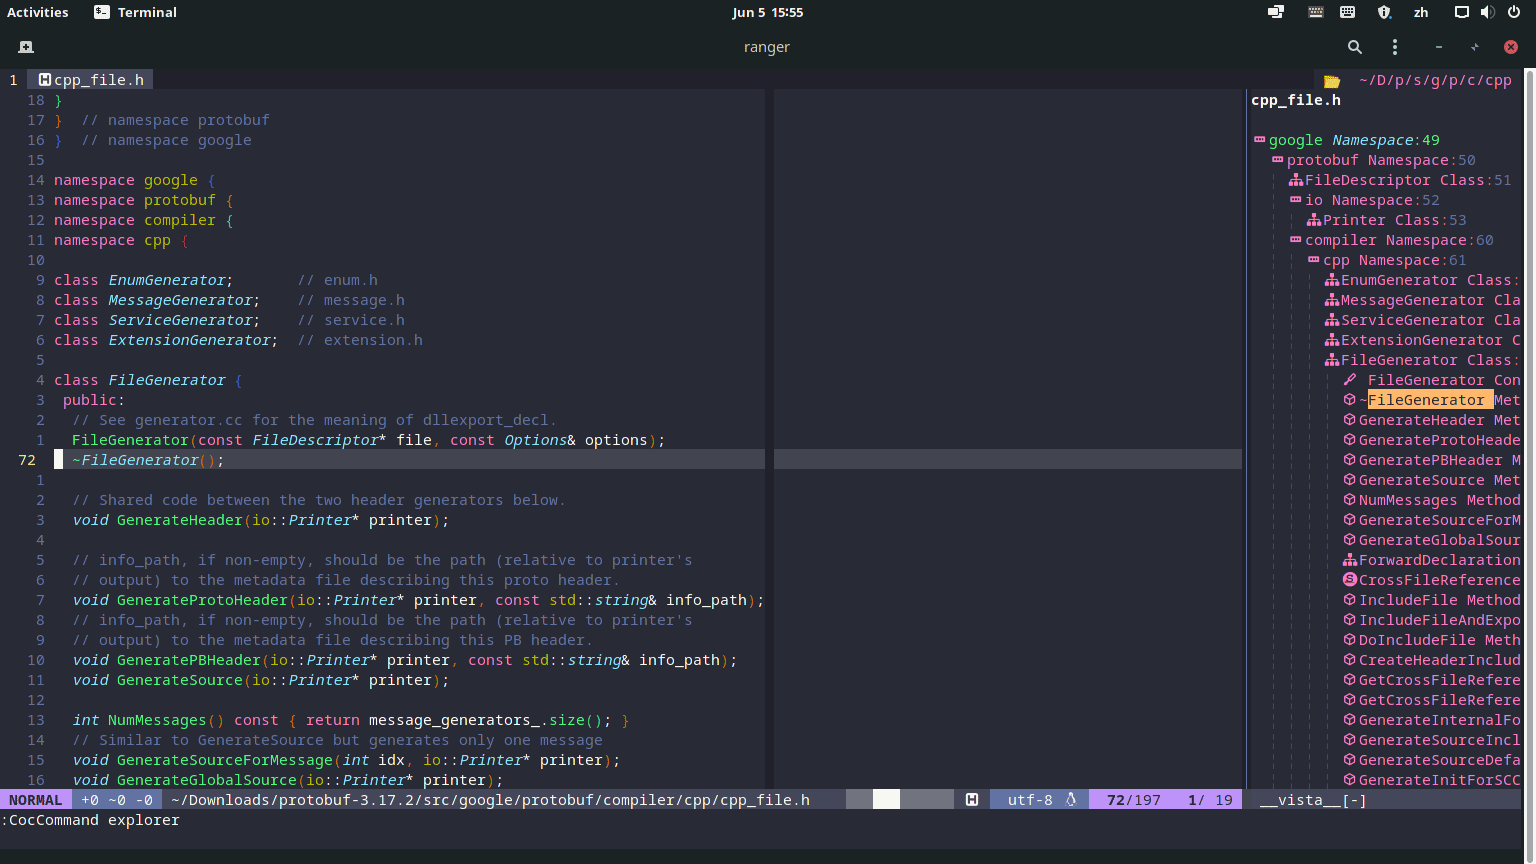 Activities Terminal Jun 5 15:55 zh
ranger
1 cpp_file.h ~/D/p/s/g/p/c/cpp
18 }
17 } // namespace protobuf
16 } // namespace google
15
14 namespace google {
13 namespace protobuf {
12 namespace compiler {
11 namespace cpp {
10
9 class EnumGenerator; // enum.h
8 class MessageGenerator; // message.h
7 class ServiceGenerator; // service.h
6 class ExtensionGenerator; // extension.h
5
4 class FileGenerator {
3 public:
2 // See generator.cc for the meaning of dllexport_decl.
1 FileGenerator(const FileDescriptor* file, const Options& options);
72 ~FileGenerator();
1
2 // Shared code between the two header generators below.
3 void GenerateHeader(io::Printer* printer);
4
5 // info_path, if non-empty, should be the path (relative to printer's
6 // output) to the metadata file describing this proto header.
7 void GenerateProtoHeader(io::Printer* printer, const std::string& info_path);
8 // info_path, if non-empty, should be the path (relative to printer's
9 // output) to the metadata file describing this PB header.
10 void GeneratePBHeader(io::Printer* printer, const std::string& info_path);
11 void GenerateSource(io::Printer* printer);
12
13 int NumMessages() const { return message_generators_.size(); }
14 // Similar to GenerateSource but generates only one message
15 void GenerateSourceForMessage(int idx, io::Printer* printer);
16 void GenerateGlobalSource(io::Printer* printer);
cpp_file.h
google Namespace:49
protobuf Namespace:50
FileDescriptor Class:51
io Namespace:52
Printer Class:53
compiler Namespace:60
cpp Namespace:61
EnumGenerator Class:
MessageGenerator Cla
ServiceGenerator Cla
ExtensionGenerator C
FileGenerator Class:
FileGenerator Con
~FileGenerator Met
GenerateHeader Met
GenerateProtoHeade
GeneratePBHeader M
GenerateSource Met
NumMessages Method
GenerateSourceForM
GenerateGlobalSour
ForwardDeclaration
CrossFileReference
IncludeFile Method
IncludeFileAndExpo
DoIncludeFile Meth
CreateHeaderInclud
GetCrossFileRefere
GetCrossFileRefere
GenerateInternalFo
GenerateSourceIncl
GenerateSourceDefa
GenerateInitForSCC
NORMAL +0 ~0 -0 ~/Downloads/protobuf-3.17.2/src/google/protobuf/compiler/cpp/cpp_file.h utf-8 72/197 1/ 19 __vista__[-]
:CocCommand explorer